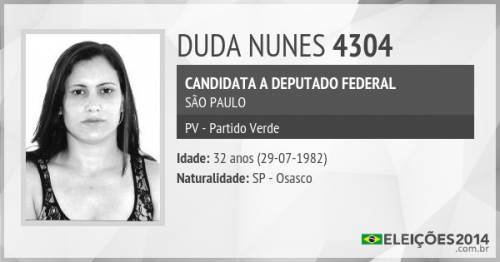 DUDA NUNES 4304
CANDIDATA A DEPUTADO FEDERAL
SÃO PAULO
PV - Partido Verde
Idade: 32 anos (29-07-1982)
Naturalidade: SP - Osasco
ELEIÇÕES2014
.com.br